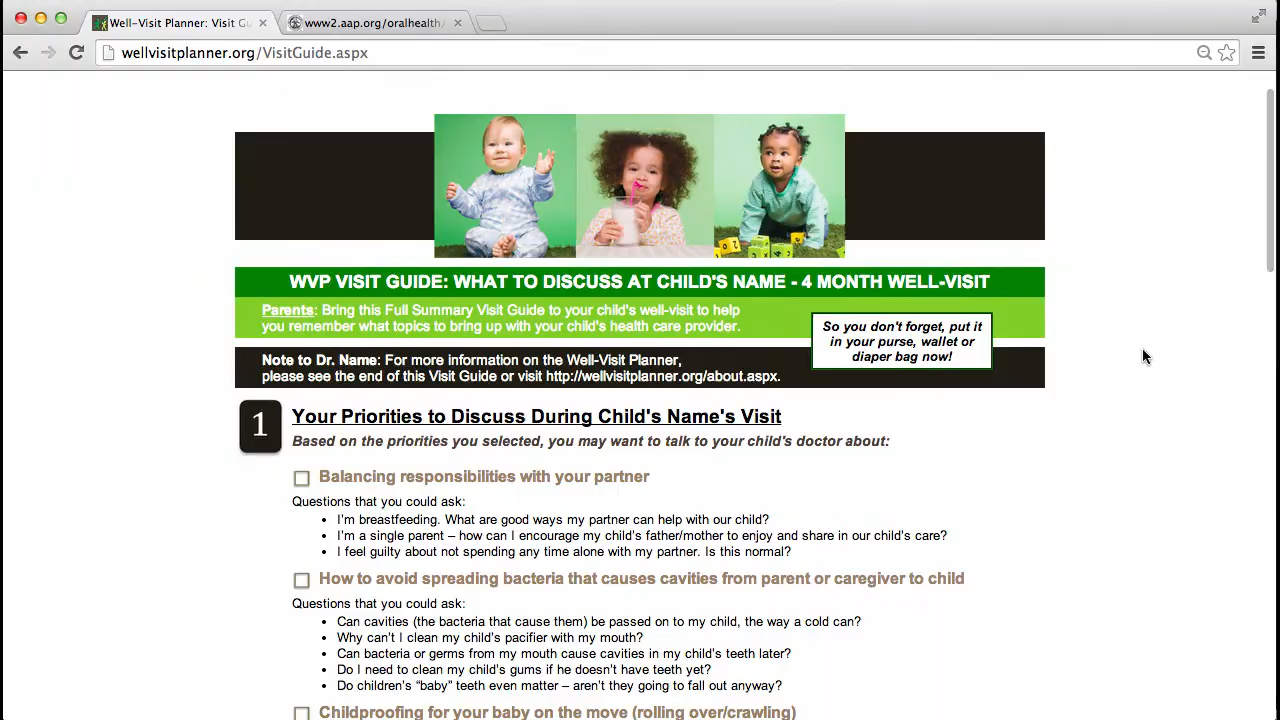 Well-Visit Planner: Visit Gu
www2.aap.org/oralhealth/
wellvisitplanner.org/VisitGuide.aspx
WVP VISIT GUIDE: WHAT TO DISCUSS AT CHILD'S NAME - 4 MONTH WELL-VISIT
Parents: Bring this Full Summary Visit Guide to your child's well-visit to help
you remember what topics to bring up with your child's health care provider.
So you don't forget, put it
in your purse, wallet or
diaper bag now!
Note to Dr. Name: For more information on the Well-Visit Planner,
please see the end of this Visit Guide or visit http://wellvisitplanner.org/about.aspx.
1 Your Priorities to Discuss During Child's Name's Visit
Based on the priorities you selected, you may want to talk to your child's doctor about:
Balancing responsibilities with your partner
Questions that you could ask:
• I'm breastfeeding. What are good ways my partner can help with our child?
• I'm a single parent – how can I encourage my child's father/mother to enjoy and share in our child's care?
• I feel guilty about not spending any time alone with my partner. Is this normal?
How to avoid spreading bacteria that causes cavities from parent or caregiver to child
Questions that you could ask:
• Can cavities (the bacteria that cause them) be passed on to my child, the way a cold can?
• Why can't I clean my child's pacifier with my mouth?
• Can bacteria or germs from my mouth cause cavities in my child's teeth later?
• Do I need to clean my child's gums if he doesn't have teeth yet?
• Do children's “baby” teeth even matter – aren't they going to fall out anyway?
Childproofing for your baby on the move (rolling over/crawling)